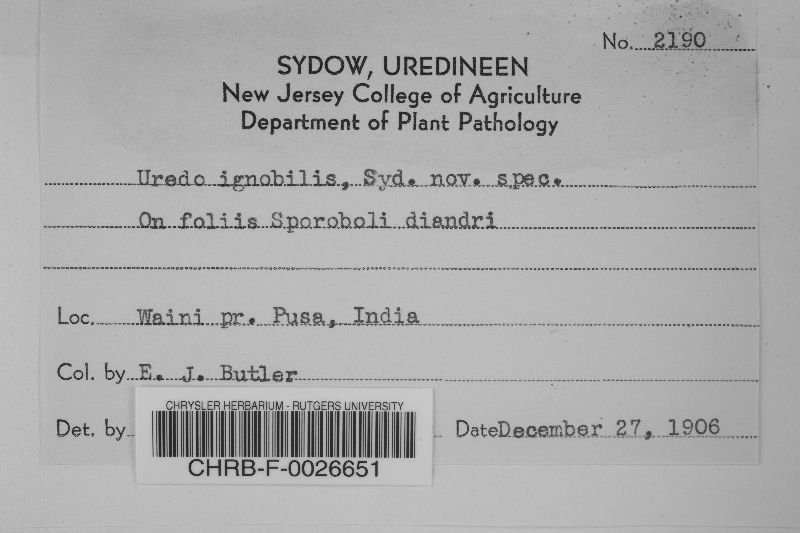 No. 2190
SYDOW, UREDINEEN
New Jersey College of Agriculture
Department of Plant Pathology
Uredo ignobilis, Syd. nov. spec.
On foliis Sporoboli diandri
Loc. Waini pr. Pusa, India
Col. by E. J. Butler
Det. by
Date December 27, 1906
CHRYSLER HERBARIUM - RUTGERS UNIVERSITY
CHRB-F-0026651